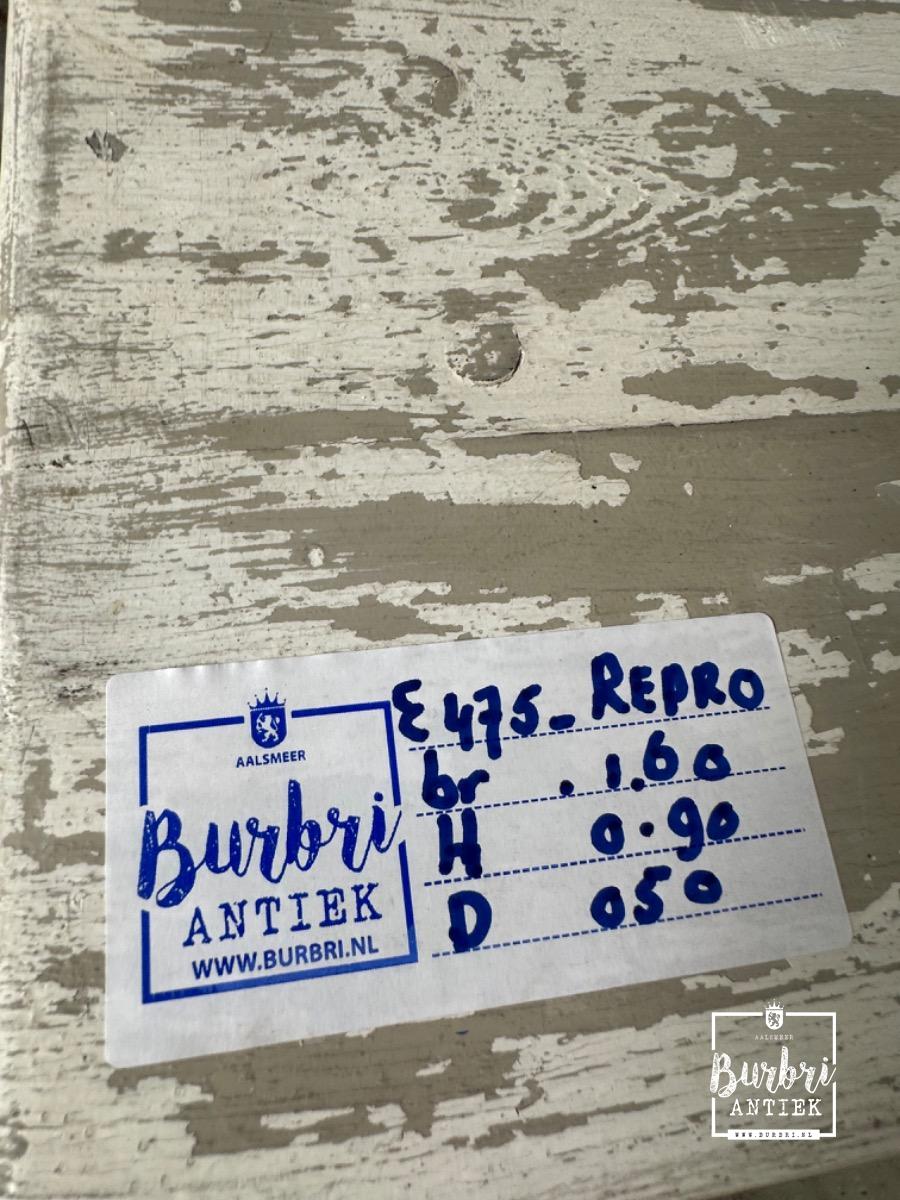 AALSMEER
Burbri
ANTIEK
WWW.BURBRI.NL
€475_ REPRO
br . 1.60
H 0.90
D 050
AALSMEER
Burbri
ANTIEK
WWW.BURBRI.NL